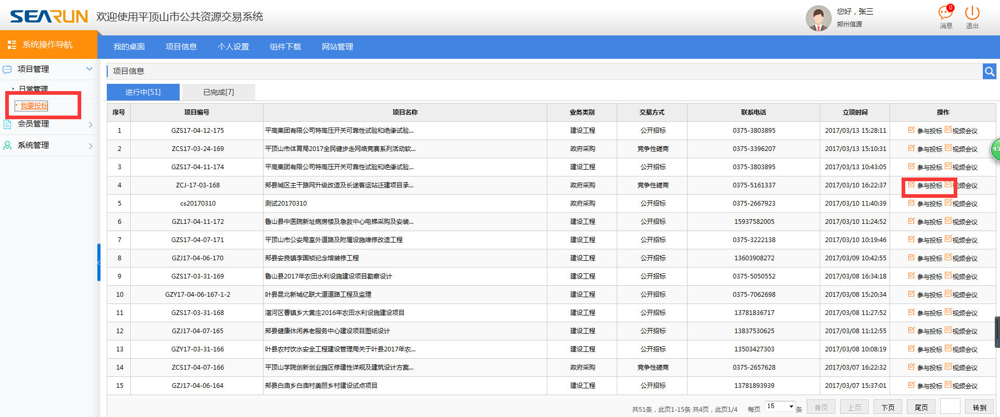 SEARUN 欢迎使用平顶山市公共资源交易系统
您好，张三
郑州信源
0
消息 退出
系统操作导航
我的桌面 项目信息 个人设置 组件下载 网站管理
项目管理
日常管理
我要投标
会员管理
系统管理
项目信息
进行中[51] 已完成[7]
序号 项目编号 项目名称 业务类别 交易方式 联系电话 立项时间 操作
1 GZS17-04-12-175 平高集团有限公司特高压开关可靠性试验和绝缘试验... 建设工程 公开招标 0375-3803895 2017/03/13 15:28:11 参与投标 视频会议
2 ZCS17-03-24-169 平顶山市体育局2017全民健步走网络竞赛系列活动软... 政府采购 竞争性磋商 0375-3396207 2017/03/13 15:10:31 参与投标 视频会议
3 GZS17-04-11-174 平高集团有限公司特高压开关可靠性试验和绝缘试验... 建设工程 公开招标 0375-3803895 2017/03/13 10:43:05 参与投标 视频会议
4 ZCJ-17-03-168 郏县城区主干路网升级改造及长途客运站迁建项目承... 政府采购 竞争性磋商 0375-5161337 2017/03/10 16:22:37 参与投标 视频会议
5 cs20170310 测试20170310 政府采购 公开招标 0375-2667923 2017/03/10 11:40:39 参与投标 视频会议
6 GZL17-04-11-172 鲁山县中医院新址病房楼及急救中心电梯采购及安装... 建设工程 公开招标 15937582005 2017/03/10 11:24:52 参与投标 视频会议
7 GZS17-04-07-171 平顶山市公安局室外道路及附属设施维修改造工程 建设工程 公开招标 0375-3222138 2017/03/10 10:19:46 参与投标 视频会议
8 GZJ17-04-06-170 郏县安良镇李国祯纪念馆装修工程 建设工程 公开招标 13603908272 2017/03/09 10:42:55 参与投标 视频会议
9 GZS17-03-31-169 鲁山县2017年农田水利设施建设项目勘察设计 建设工程 公开招标 0375-5050552 2017/03/08 16:34:18 参与投标 视频会议
10 GZY17-04-06-167-1-2 叶县昆北新城亿联大道道路工程及监理 建设工程 公开招标 0375-7062698 2017/03/08 15:20:34 参与投标 视频会议
11 GZS17-03-31-168 湛河区曹镇乡大黄庄2016年农田水利设施建设项目 建设工程 公开招标 13781836717 2017/03/08 11:27:52 参与投标 视频会议
12 GZJ17-04-07-165 郏县健康休闲养老服务中心建设项目图纸设计 建设工程 公开招标 13837530625 2017/03/08 11:12:55 参与投标 视频会议
13 GZY17-03-31-166 叶县农村饮水安全工程建设管理局关于叶县2017年农... 建设工程 公开招标 13503427303 2017/03/08 10:08:19 参与投标 视频会议
14 ZCS17-04-07-166 平顶山学院创新创业园区修建性详规及建筑设计方案... 政府采购 竞争性磋商 0375-2657628 2017/03/07 16:22:32 参与投标 视频会议
15 GZJ17-04-06-164 郏县白庙乡白庙村美丽乡村建设试点项目 建设工程 公开招标 13781893939 2017/03/07 15:37:01 参与投标 视频会议
43
共51条，此页1-15条 共4页，此页1/4 每页 15 条 首页 上页 下页 尾页 转到